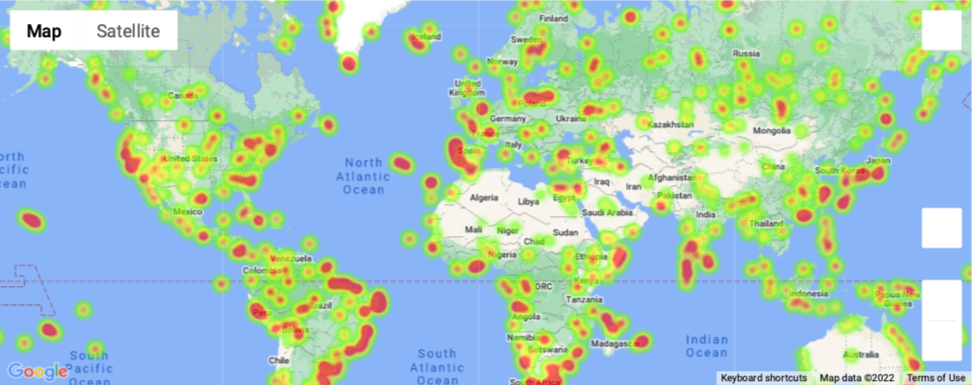 Map
Satellite
Iceland
Finland
Sweden
Norway
Russia
Canada
United
Kingdom
Poland
Germany
Ukraine
Kazakhstan
Mongolia
France
Italy
Spain
Turkey
United States
North
Atlantic
Ocean
China
South Korea
Japan
Afghanistan
Iraq
Iran
Pakistan
Algeria
Libya
Egypt
Saudi Arabia
India
Thailand
Mexico
Mali
Niger
Chad
Sudan
Nigeria
Ethiopia
Venezuela
Colombia
Kenya
DRC
Tanzania
Indonesia
Papua New
Guinea
Brazil
Peru
Bolivia
Angola
Namibia
Botswana
Madagascar
Indian
Ocean
Australia
Chile
South
Atlantic
Ocean
South
Pacific
Ocean
South Africa
Google
Keyboard shortcuts
Map data ©2022
Terms of Use